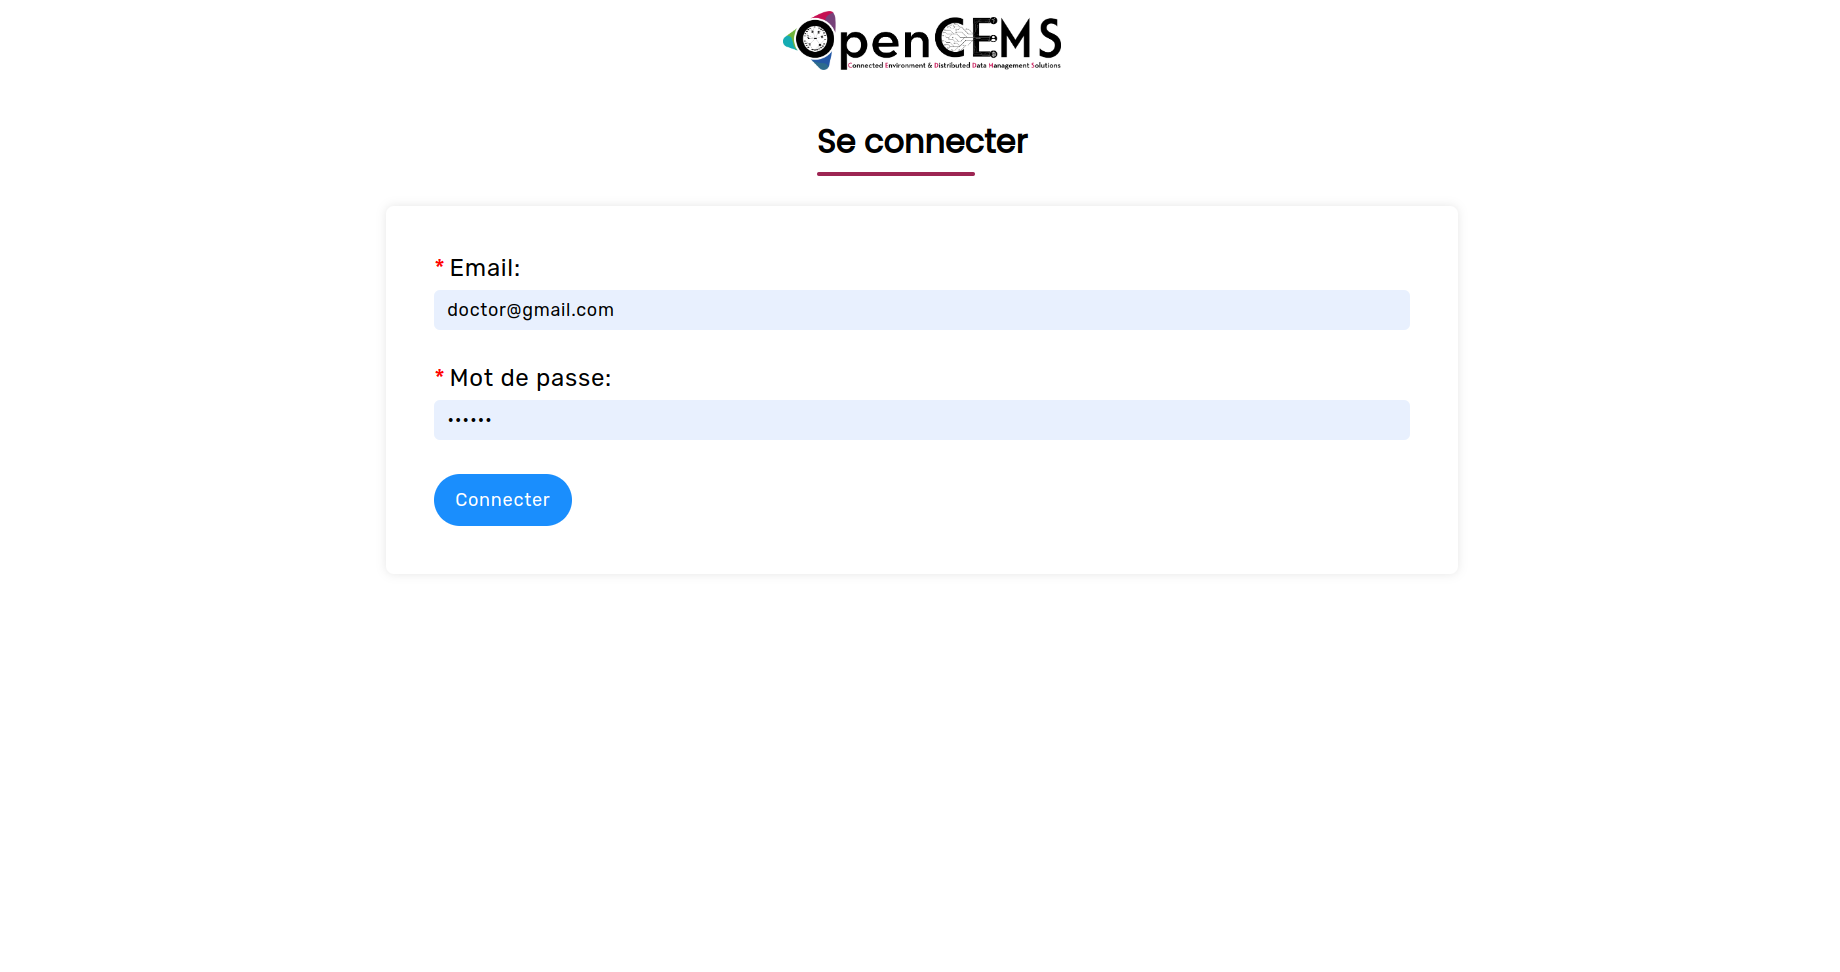 OpenCEMS
Connected Environment & Distributed Data Management Solutions
Se connecter
* Email:
doctor@gmail.com
* Mot de passe:
••••••
Connecter